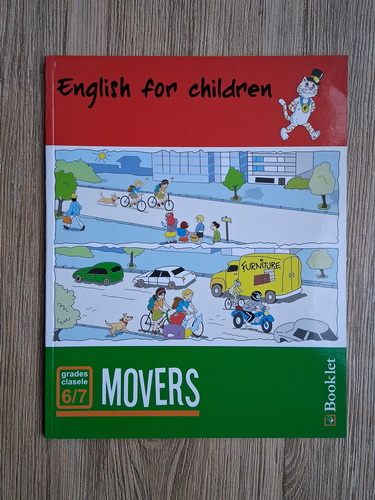 English for children
FURNITURE
grades
clasele
6/7
MOVERS
Booklet